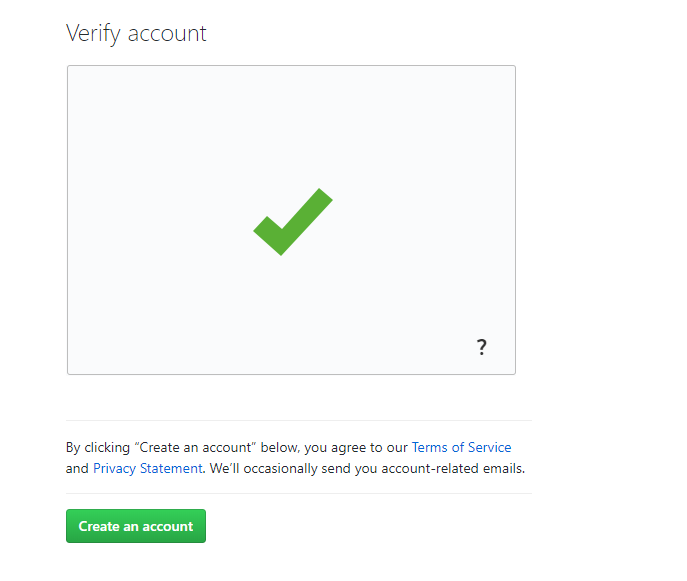 Verify account
?
By clicking “Create an account” below, you agree to our Terms of Service
and Privacy Statement. We’ll occasionally send you account-related emails.
Create an account